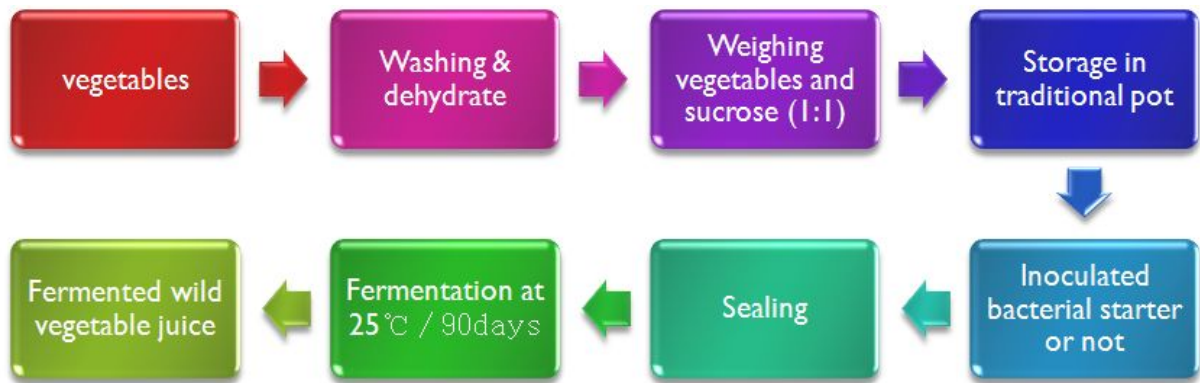 vegetables
Washing &
dehydrate
Weighing
vegetables and
sucrose (1:1)
Storage in
traditional pot
Inoculated
bacterial starter
or not
Sealing
Fermentation at
25℃ / 90days
Fermented wild
vegetable juice